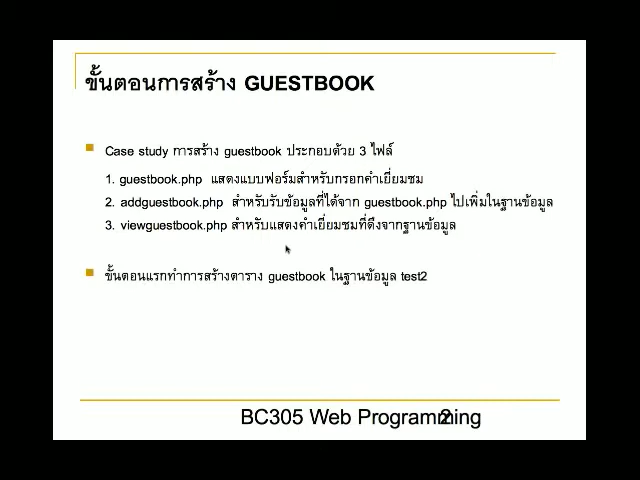 ขั้นตอนการสร้าง GUESTBOOK
Case study การสร้าง guestbook ประกอบด้วย 3 ไฟล์
1. guestbook.php แสดงแบบฟอร์มสำหรับกรอกคำเยี่ยมชม
2. addguestbook.php สำหรับรับข้อมูลที่ได้จาก guestbook.php ไปเพิ่มในฐานข้อมูล
3. viewguestbook.php สำหรับแสดงคำเยี่ยมชมที่ดึงจากฐานข้อมูล
ขั้นตอนแรกทำการสร้างตาราง guestbook ในฐานข้อมูล test2
BC305 Web Programming
2